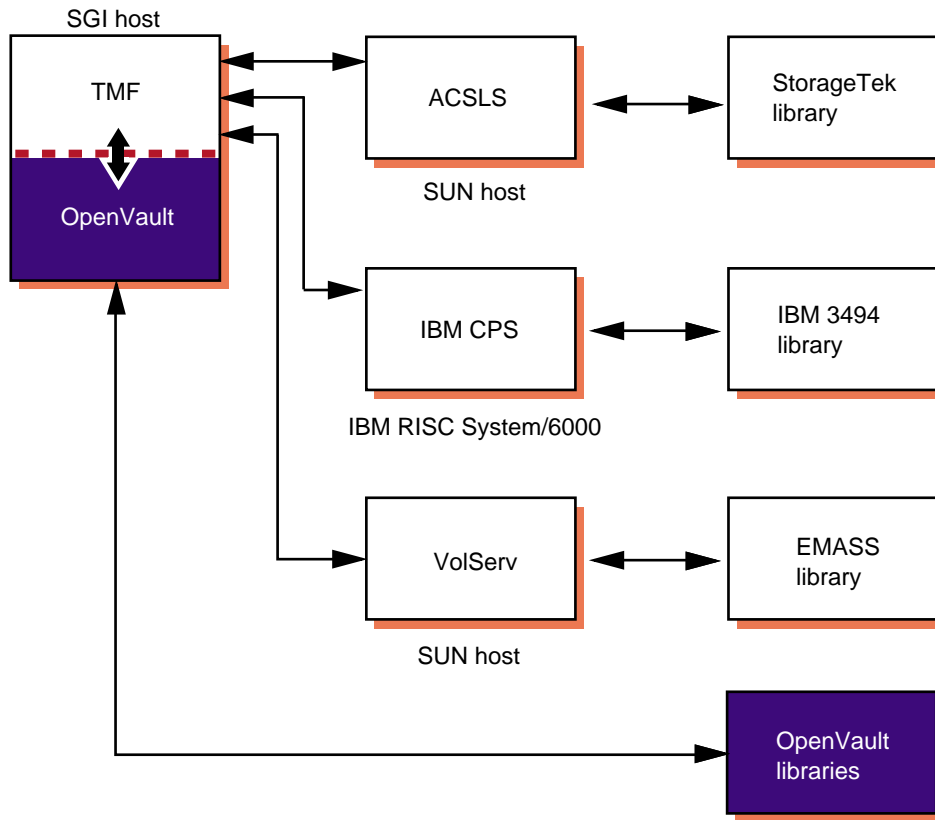 SGI host
TMF
OpenVault
ACSLS
SUN host
StorageTek
library
IBM CPS
IBM RISC System/6000
IBM 3494
library
VolServ
SUN host
EMASS
library
OpenVault
libraries